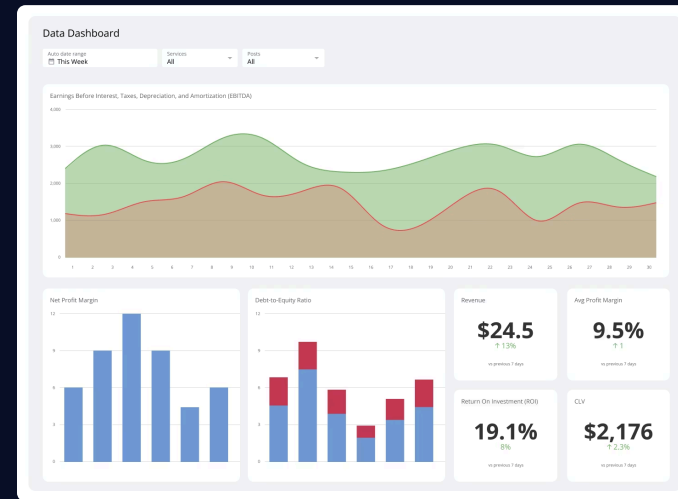 Data Dashboard
Auto date range
This Week
Services
All
Posts
All
Earnings Before Interest, Taxes, Depreciation, and Amortization (EBITDA)
4,000
3,000
2,000
1,000
0
1 2 3 4 5 6 7 8 9 10 11 12 13 14 15 16 17 18 19 20 21 22 23 24 25 26 27 28 29 30
Net Profit Margin
12
9
6
3
0
Debt-to-Equity Ratio
12
9
6
3
0
Revenue
$24.5
↑ 13%
vs previous 7 days
Avg Profit Margin
9.5%
↑ 1
vs previous 7 days
Return On Investment (ROI)
19.1%
8%
vs previous 7 days
CLV
$2,176
↑ 2.3%
vs previous 7 days